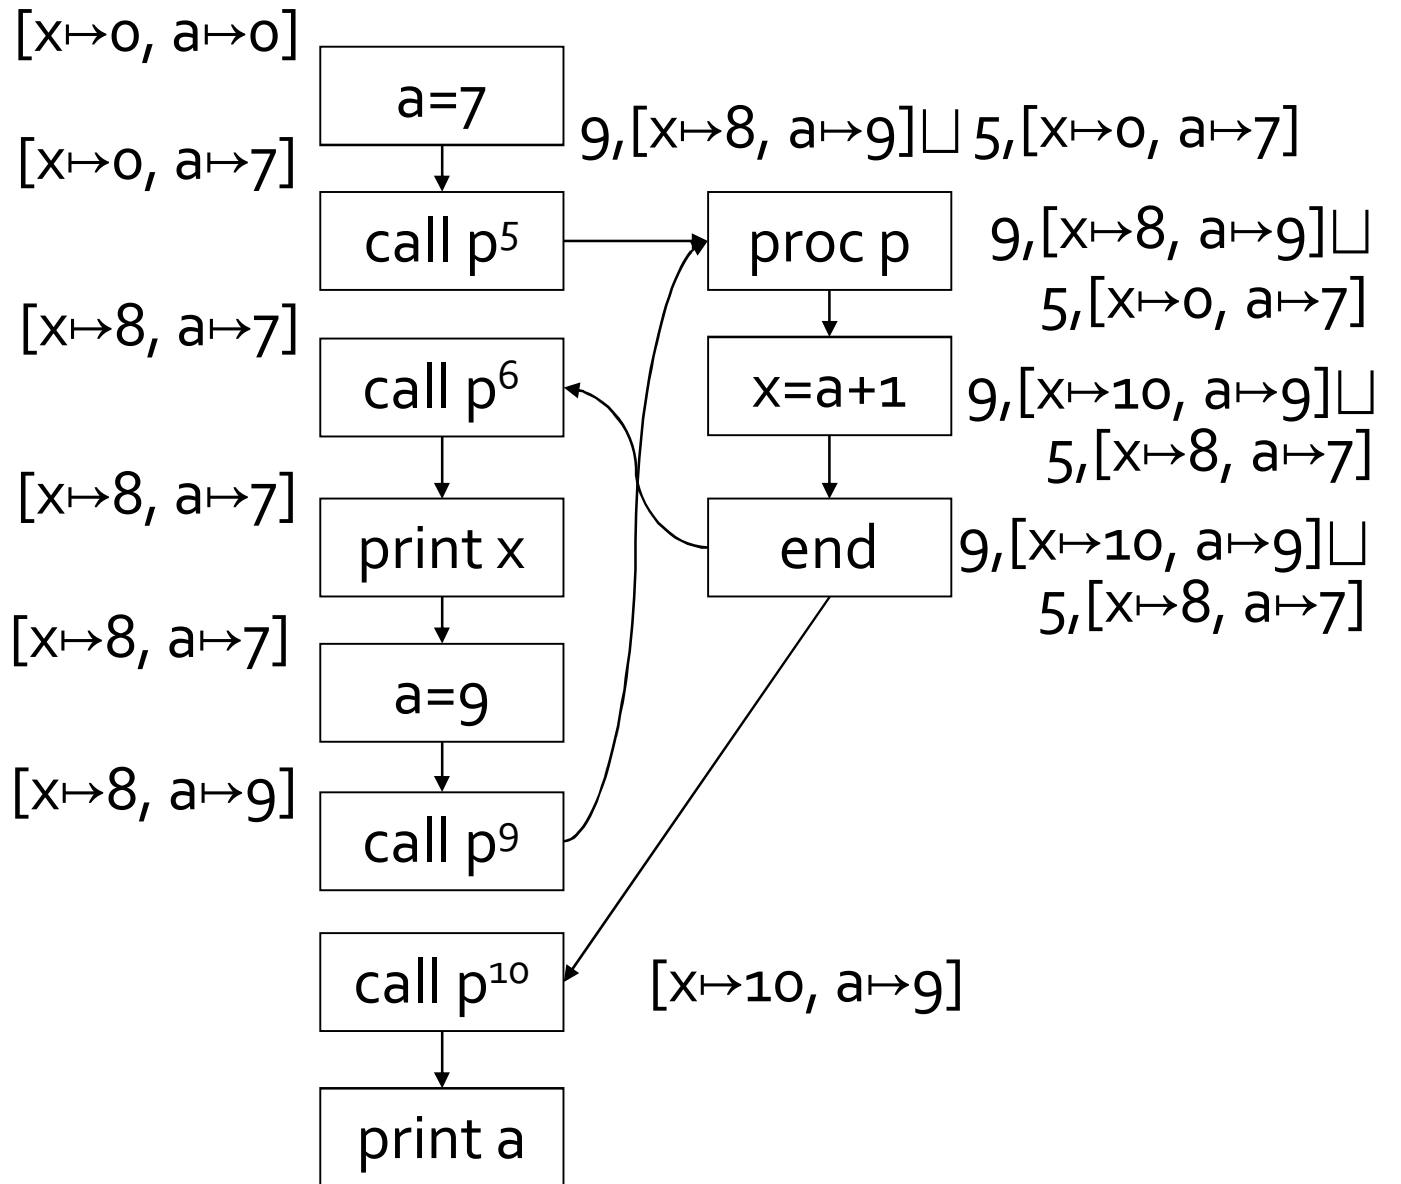 [x↦0, a↦0]
a=7
9,[x↦8, a↦9]⊔ 5,[x↦0, a↦7]
[x↦0, a↦7]
call p⁵
proc p
9,[x↦8, a↦9]⊔
5,[x↦0, a↦7]
[x↦8, a↦7]
call p⁶
x=a+1
9,[x↦10, a↦9]⊔
5,[x↦8, a↦7]
[x↦8, a↦7]
print x
end
9,[x↦10, a↦9]⊔
5,[x↦8, a↦7]
[x↦8, a↦7]
a=9
[x↦8, a↦9]
call p⁹
call p¹⁰
[x↦10, a↦9]
print a